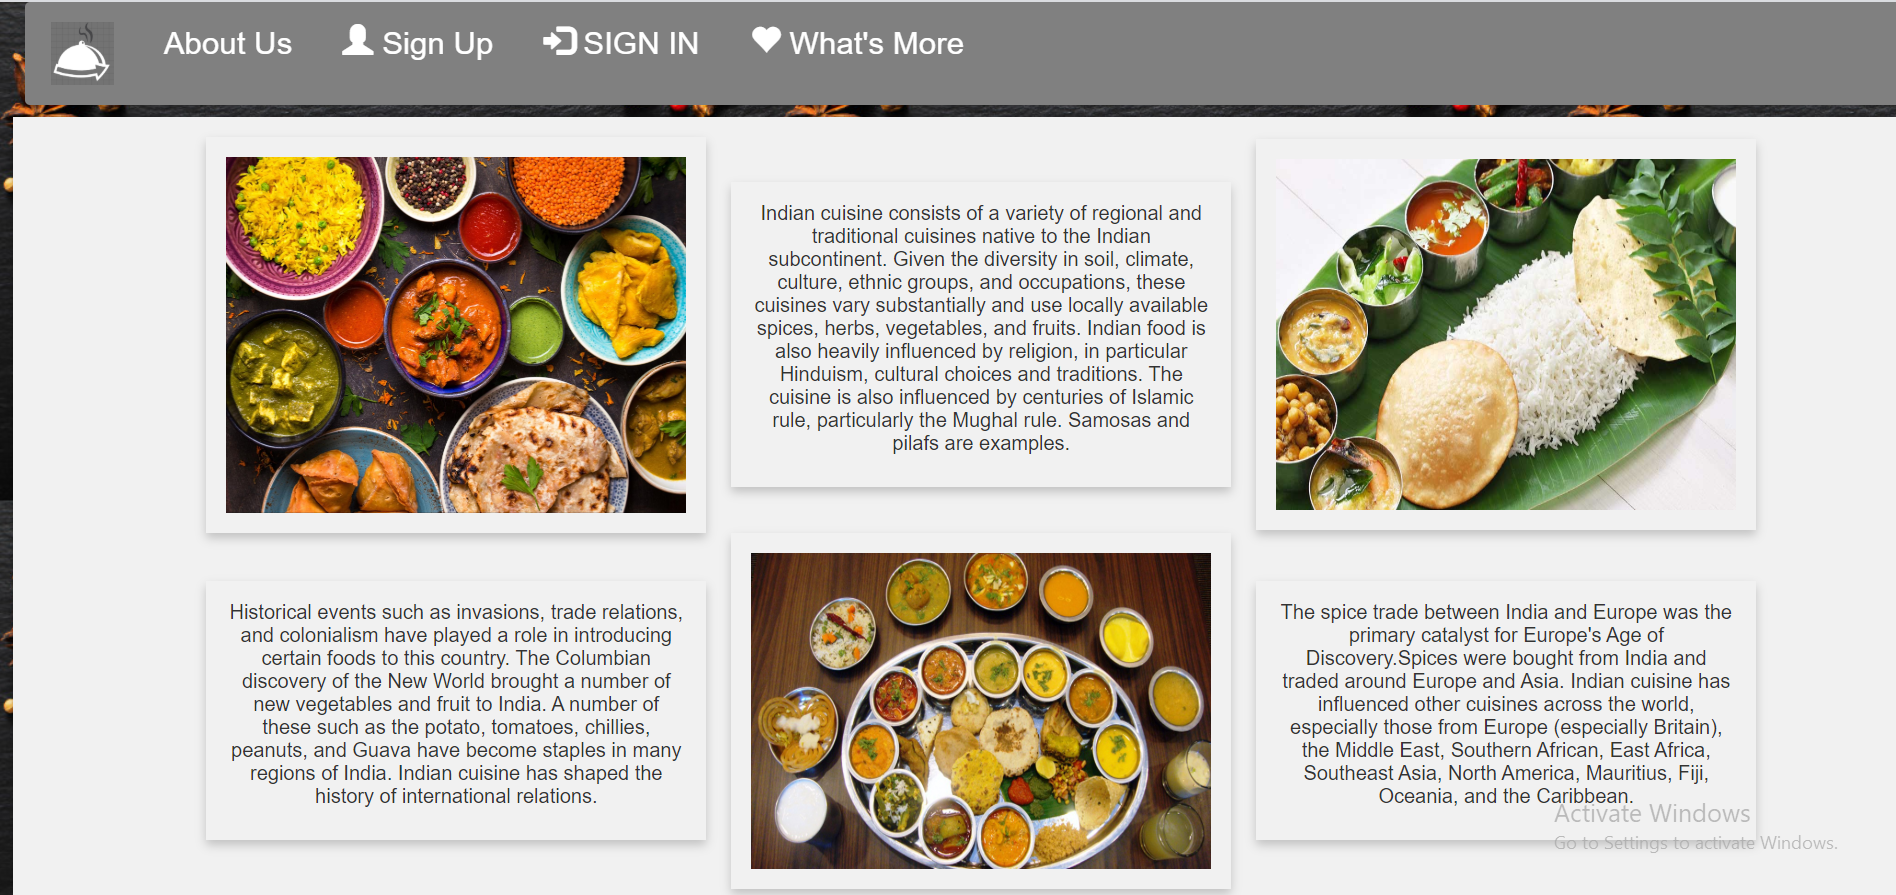 About Us
Sign Up
SIGN IN
What's More
Indian cuisine consists of a variety of regional and
traditional cuisines native to the Indian
subcontinent. Given the diversity in soil, climate,
culture, ethnic groups, and occupations, these
cuisines vary substantially and use locally available
spices, herbs, vegetables, and fruits. Indian food is
also heavily influenced by religion, in particular
Hinduism, cultural choices and traditions. The
cuisine is also influenced by centuries of Islamic
rule, particularly the Mughal rule. Samosas and
pilafs are examples.
Historical events such as invasions, trade relations,
and colonialism have played a role in introducing
certain foods to this country. The Columbian
discovery of the New World brought a number of
new vegetables and fruit to India. A number of
these such as the potato, tomatoes, chillies,
peanuts, and Guava have become staples in many
regions of India. Indian cuisine has shaped the
history of international relations.
The spice trade between India and Europe was the
primary catalyst for Europe's Age of
Discovery.Spices were bought from India and
traded around Europe and Asia. Indian cuisine has
influenced other cuisines across the world,
especially those from Europe (especially Britain),
the Middle East, Southern African, East Africa,
Southeast Asia, North America, Mauritius, Fiji,
Oceania, and the Caribbean.
Activate Windows
Go to Settings to activate Windows.